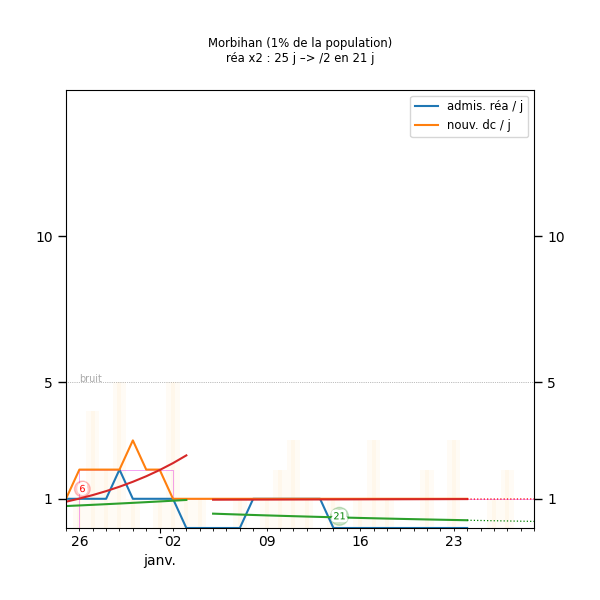 Morbihan (1% de la population)
réa x2 : 25 j –> /2 en 21 j
admis. réa / j
nouv. dc / j
10
10
5
5
bruit
6
21
1
1
26
02
09
16
23
janv.